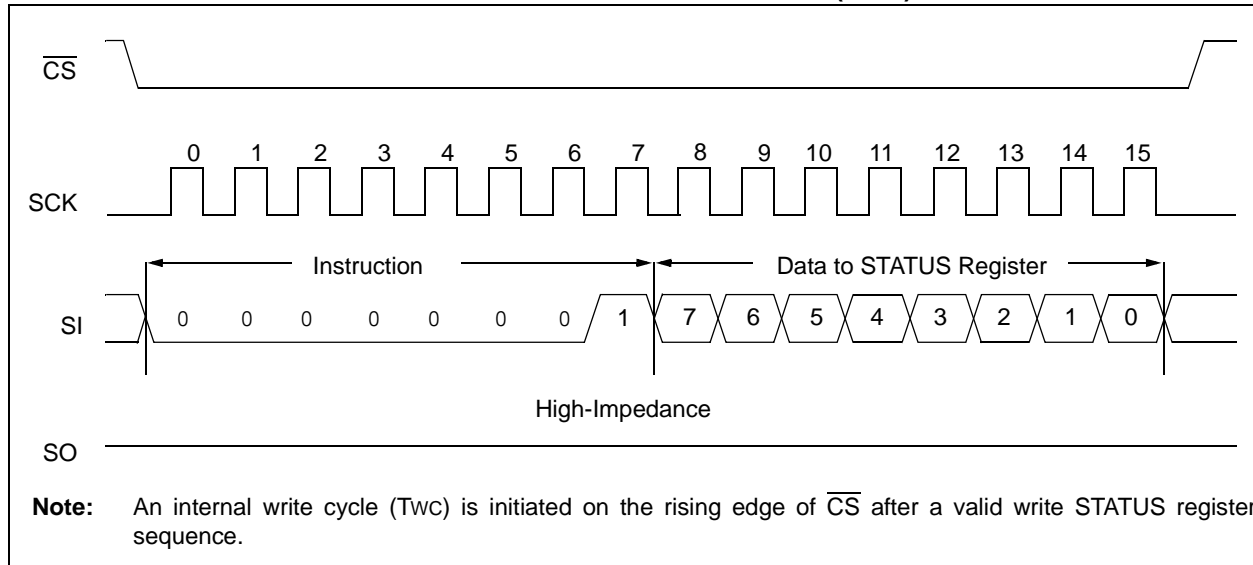 CS
0 1 2 3 4 5 6 7 8 9 10 11 12 13 14 15
SCK
Instruction
Data to STATUS Register
SI
0 0 0 0 0 0 0 1 7 6 5 4 3 2 1 0
High-Impedance
SO
Note: An internal write cycle (TWC) is initiated on the rising edge of CS after a valid write STATUS register
sequence.